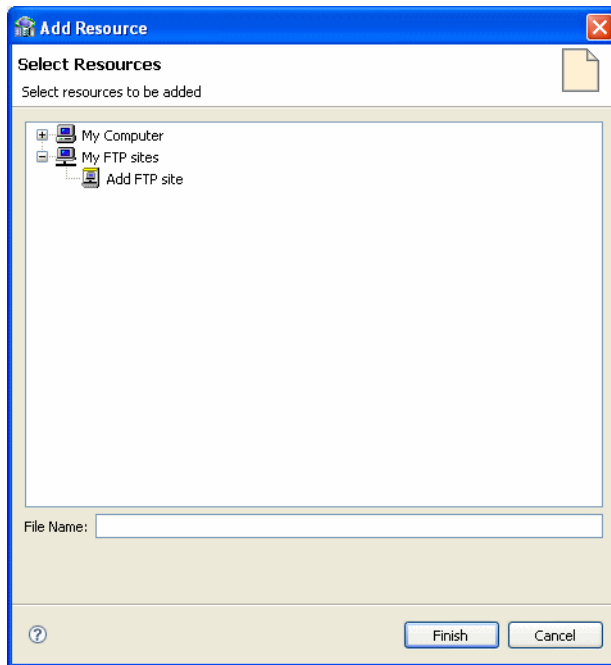 Add Resource
Select Resources
Select resources to be added
My Computer
My FTP sites
Add FTP site
File Name:
?
Finish Cancel